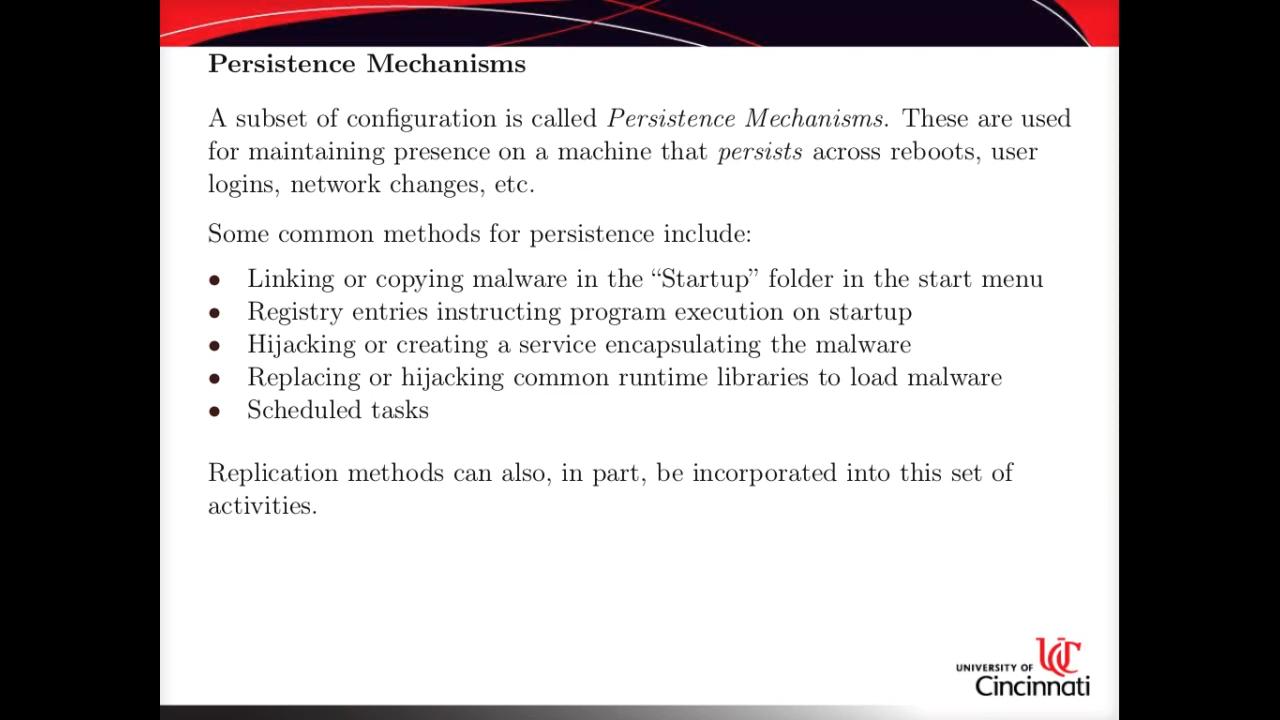 Persistence Mechanisms
A subset of configuration is called Persistence Mechanisms. These are used
for maintaining presence on a machine that persists across reboots, user
logins, network changes, etc.
Some common methods for persistence include:
• Linking or copying malware in the “Startup” folder in the start menu
• Registry entries instructing program execution on startup
• Hijacking or creating a service encapsulating the malware
• Replacing or hijacking common runtime libraries to load malware
• Scheduled tasks
Replication methods can also, in part, be incorporated into this set of
activities.
UNIVERSITY OF UC
Cincinnati